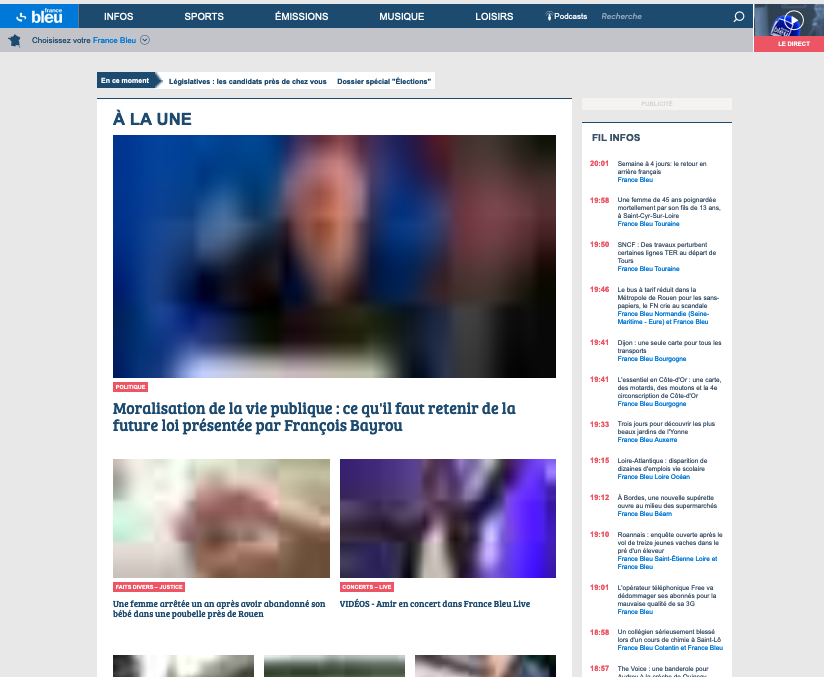 france
bleu
INFOS
SPORTS
ÉMISSIONS
MUSIQUE
LOISIRS
Podcasts
Recherche
LE DIRECT
Choisissez votre France Bleu
En ce moment
Législatives : les candidats près de chez vous
Dossier spécial "Élections"
À LA UNE
POLITIQUE
Moralisation de la vie publique : ce qu'il faut retenir de la
future loi présentée par François Bayrou
FAITS DIVERS – JUSTICE
Une femme arrêtée un an après avoir abandonné son
bébé dans une poubelle près de Rouen
CONCERTS – LIVE
VIDÉOS - Amir en concert dans France Bleu Live
PUBLICITÉ
FIL INFOS
20:01
Semaine à 4 jours: le retour en
arrière français
France Bleu
19:58
Une femme de 45 ans poignardée
mortellement par son fils de 13 ans,
à Saint-Cyr-Sur-Loire
France Bleu Touraine
19:50
SNCF : Des travaux perturbent
certaines lignes TER au départ de
Tours
France Bleu Touraine
19:46
Le bus à tarif réduit dans la
Métropole de Rouen pour les sans-
papiers, le FN crie au scandale
France Bleu Normandie (Seine-
Maritime - Eure) et France Bleu
19:41
Dijon : une seule carte pour tous les
transports
France Bleu Bourgogne
19:41
L'essentiel en Côte-d'Or : une carte,
des motards, des moutons et la 4e
circonscription de Côte-d'Or
France Bleu Bourgogne
19:33
Trois jours pour découvrir les plus
beaux jardins de l'Yonne
France Bleu Auxerre
19:15
Loire-Atlantique : disparition de
dizaines d'emplois vie scolaire
France Bleu Loire Océan
19:12
À Bordes, une nouvelle supérette
ouvre au milieu des supermarchés
France Bleu Béarn
19:10
Roannais : enquête ouverte après le
vol de treize jeunes vaches dans le
pré d'un éleveur
France Bleu Saint-Étienne Loire et
France Bleu
19:01
L'opérateur téléphonique Free va
dédommager ses abonnés pour la
mauvaise qualité de sa 3G
France Bleu
18:58
Un collégien sérieusement blessé
lors d'un cours de chimie à Saint-Lô
France Bleu Cotentin et France Bleu
18:57
The Voice : une banderole pour